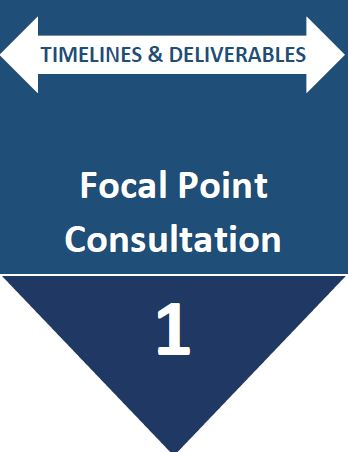 TIMELINES & DELIVERABLES
Focal Point
Consultation
1